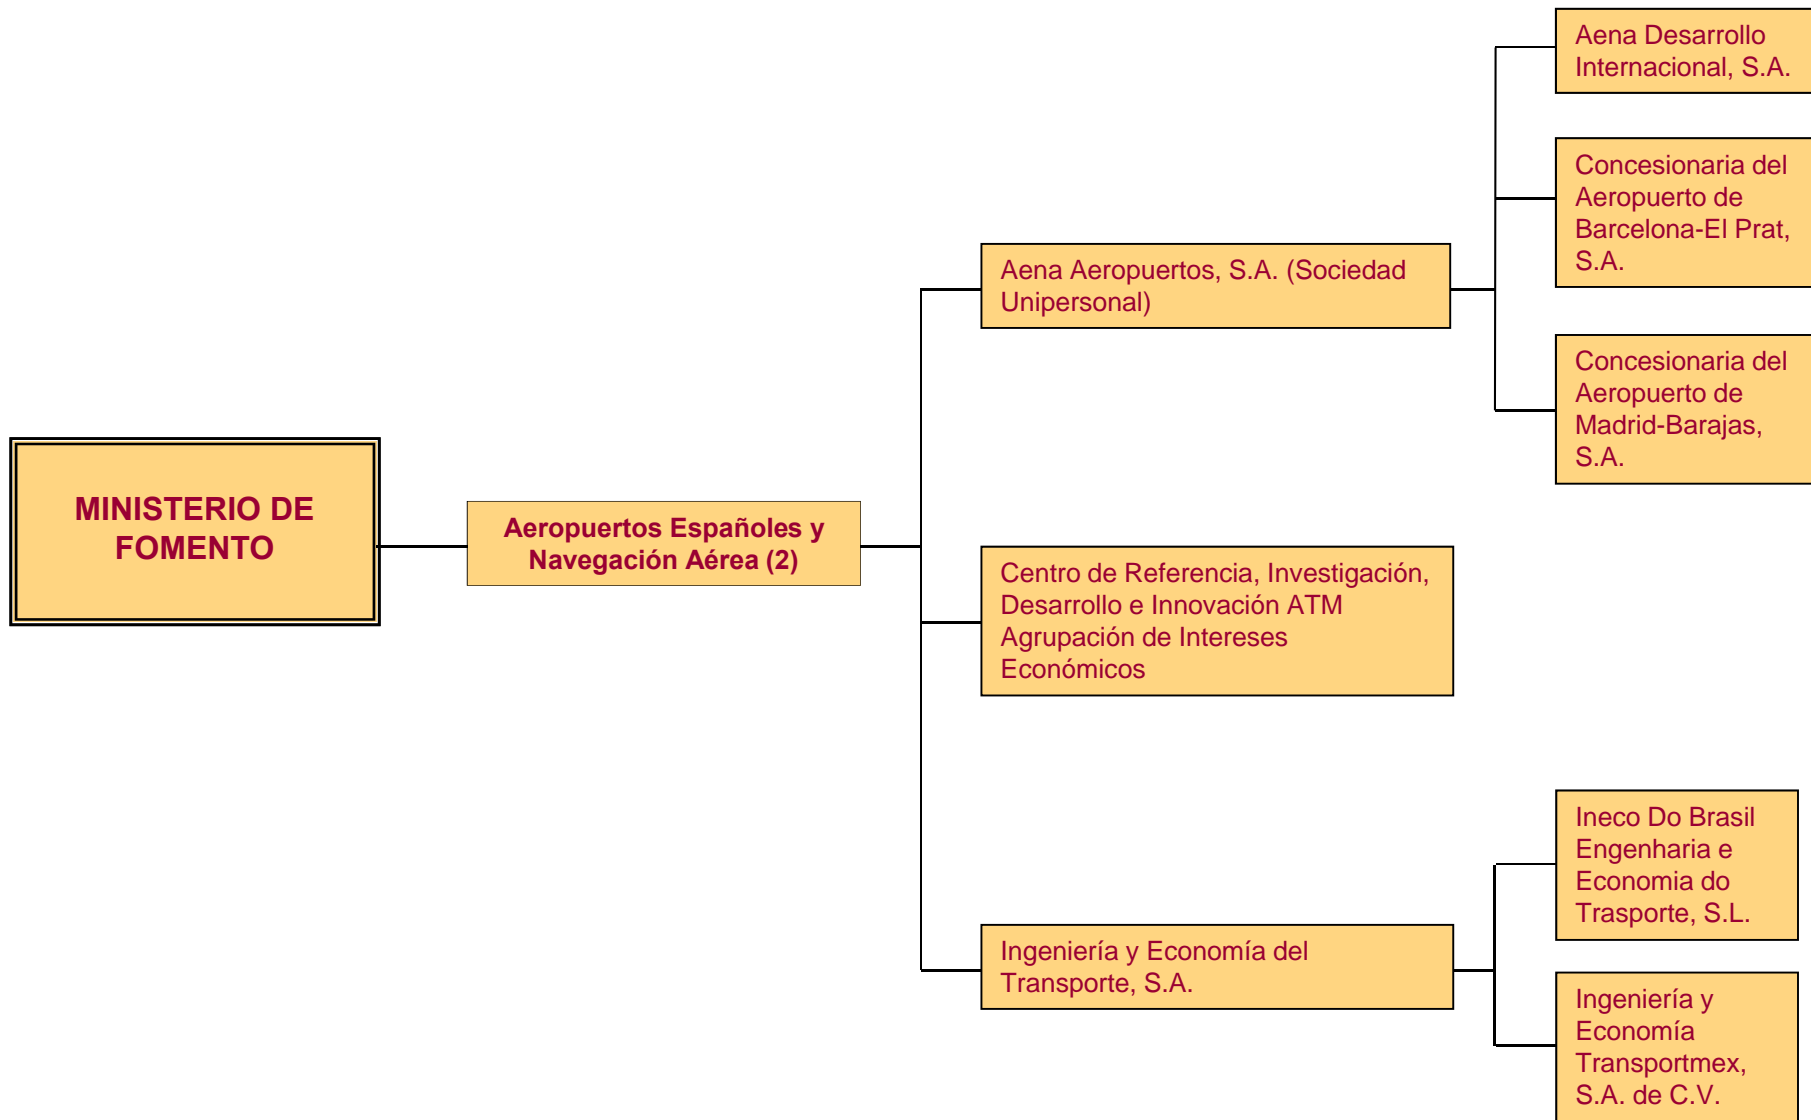 MINISTERIO DE
FOMENTO
Aeropuertos Españoles y
Navegación Aérea (2)
Aena Aeropuertos, S.A. (Sociedad
Unipersonal)
Aena Desarrollo
Internacional, S.A.
Concesionaria del
Aeropuerto de
Barcelona-El Prat,
S.A.
Concesionaria del
Aeropuerto de
Madrid-Barajas,
S.A.
Centro de Referencia, Investigación,
Desarrollo e Innovación ATM
Agrupación de Intereses
Económicos
Ingeniería y Economía del
Transporte, S.A.
Ineco Do Brasil
Engenharia e
Economia do
Trasporte, S.L.
Ingeniería y
Economía
Transportmex,
S.A. de C.V.